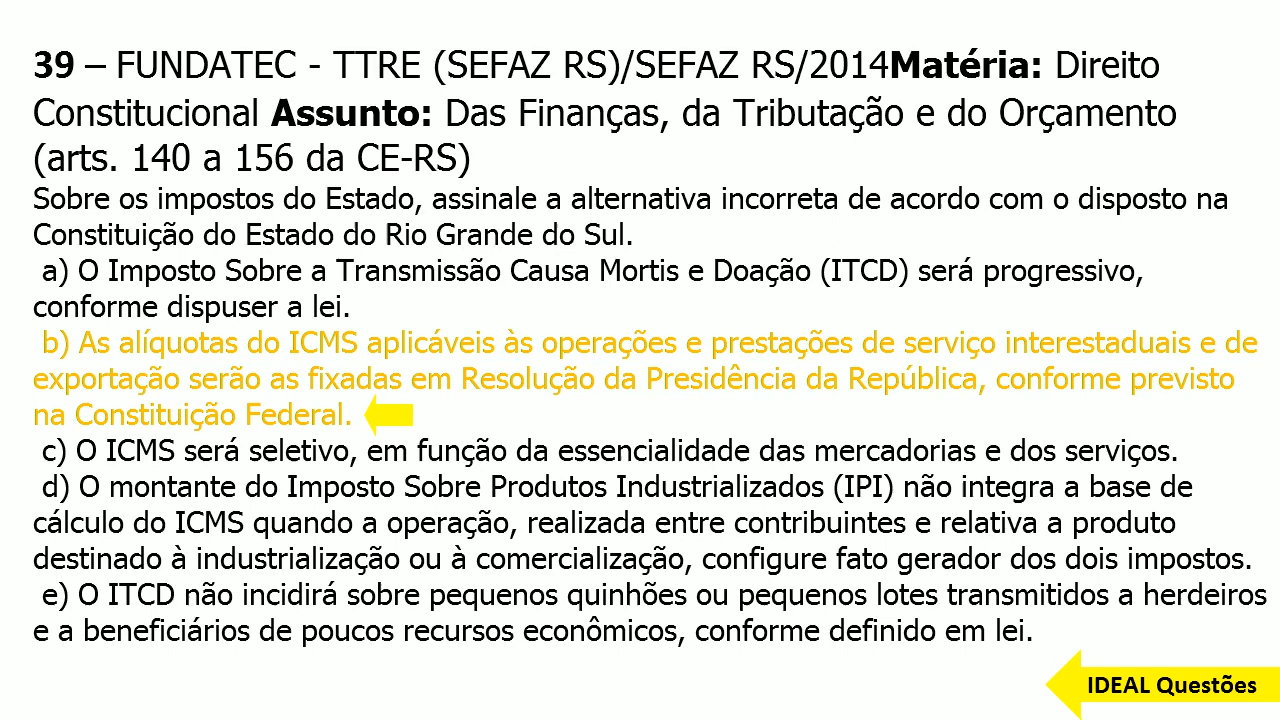 39 – FUNDATEC - TTRE (SEFAZ RS)/SEFAZ RS/2014Matéria: Direito
Constitucional Assunto: Das Finanças, da Tributação e do Orçamento
(arts. 140 a 156 da CE-RS)
Sobre os impostos do Estado, assinale a alternativa incorreta de acordo com o disposto na
Constituição do Estado do Rio Grande do Sul.
a) O Imposto Sobre a Transmissão Causa Mortis e Doação (ITCD) será progressivo,
conforme dispuser a lei.
b) As alíquotas do ICMS aplicáveis às operações e prestações de serviço interestaduais e de
exportação serão as fixadas em Resolução da Presidência da República, conforme previsto
na Constituição Federal.
c) O ICMS será seletivo, em função da essencialidade das mercadorias e dos serviços.
d) O montante do Imposto Sobre Produtos Industrializados (IPI) não integra a base de
cálculo do ICMS quando a operação, realizada entre contribuintes e relativa a produto
destinado à industrialização ou à comercialização, configure fato gerador dos dois impostos.
e) O ITCD não incidirá sobre pequenos quinhões ou pequenos lotes transmitidos a herdeiros
e a beneficiários de poucos recursos econômicos, conforme definido em lei.
IDEAL Questões